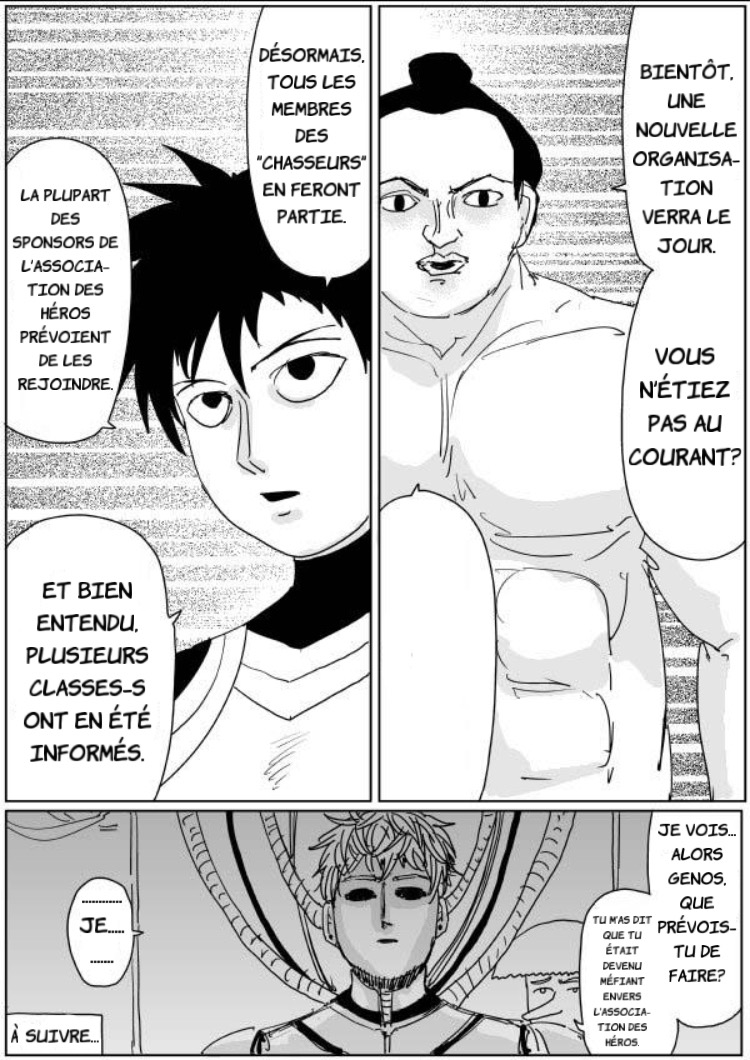 BIENTÔT,
UNE
NOUVELLE
ORGANISA-
TION
VERRA LE
JOUR.
VOUS
N'ÉTIEZ
PAS AU
COURANT?
DÉSORMAIS,
TOUS LES
MEMBRES
DES
"CHASSEURS"
EN FERONT
PARTIE.
LA PLUPART
DES
SPONSORS DE
L'ASSOCIA-
TION DES
HÉROS
PRÉVOIENT
DE LES
REJOINDRE.
ET BIEN
ENTENDU,
PLUSIEURS
CLASSES-S
ONT EN ÉTÉ
INFORMÉS.
JE VOIS...
ALORS
GENOS,
QUE
PRÉVOIS-
TU DE
FAIRE?
TU M'AS DIT
QUE TU
ÉTAIT
DEVENU
MÉFIANT
ENVERS
L'ASSOCIA-
TION DES
HÉROS.
.............
JE.....
.......
À SUIVRE...